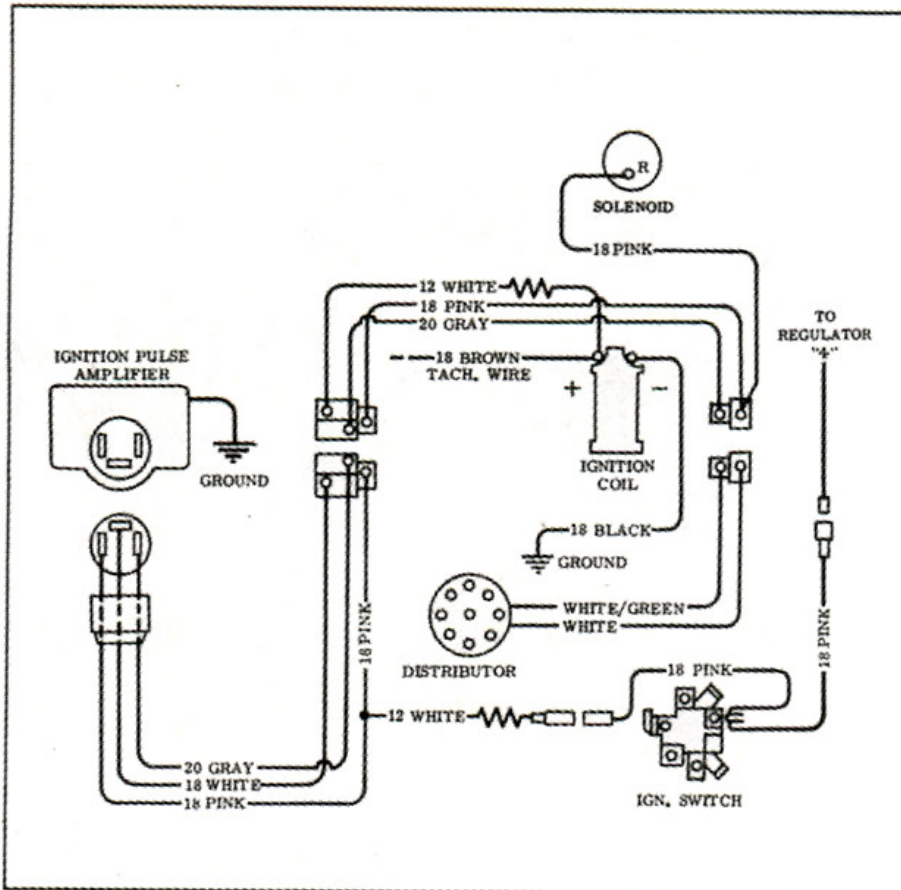 R
SOLENOID
18 PINK
12 WHITE
18 PINK
20 GRAY
TO
REGULATOR
"4"
IGNITION PULSE
AMPLIFIER
18 BROWN
TACH. WIRE
+
-
GROUND
IGNITION
COIL
18 BLACK
GROUND
WHITE/GREEN
WHITE
18 PINK
18 PINK
DISTRIBUTOR
18 PINK
12 WHITE
20 GRAY
18 WHITE
18 PINK
IGN. SWITCH